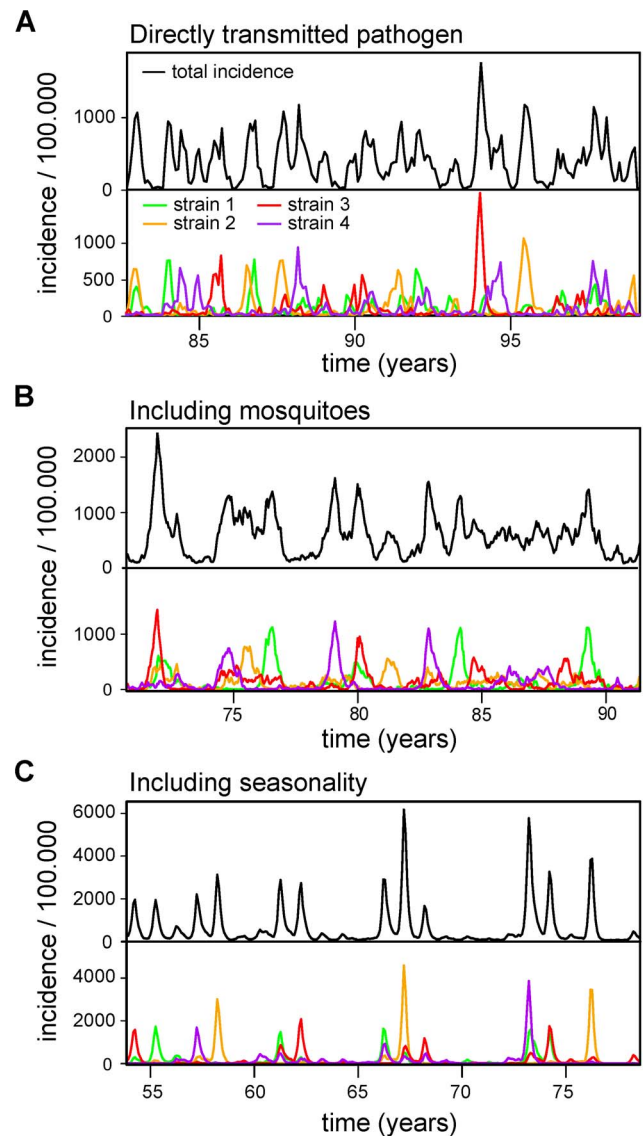 A
Directly transmitted pathogen
total incidence
1000
0
strain 1 strain 3
strain 2 strain 4
1000
500
0
incidence / 100.000
85 90 95
time (years)
B
Including mosquitoes
2000
1000
0
1000
0
incidence / 100.000
75 80 85 90
time (years)
C
Including seasonality
6000
4000
2000
0
4000
2000
0
incidence / 100.000
55 60 65 70 75
time (years)